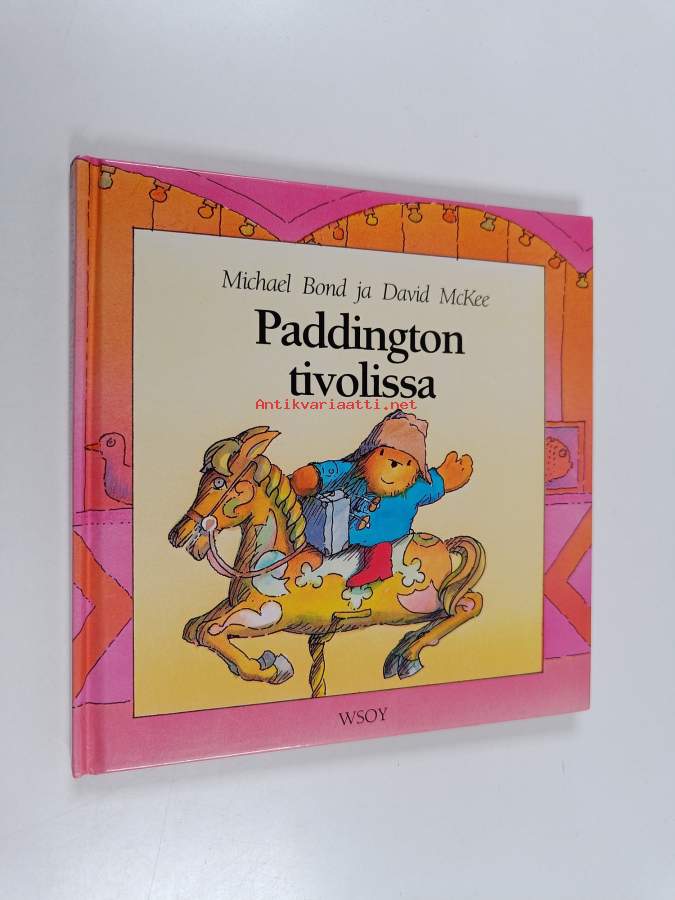 Michael Bond ja David McKee
Paddington
tivolissa
Antikvariaatti.net
WSOY